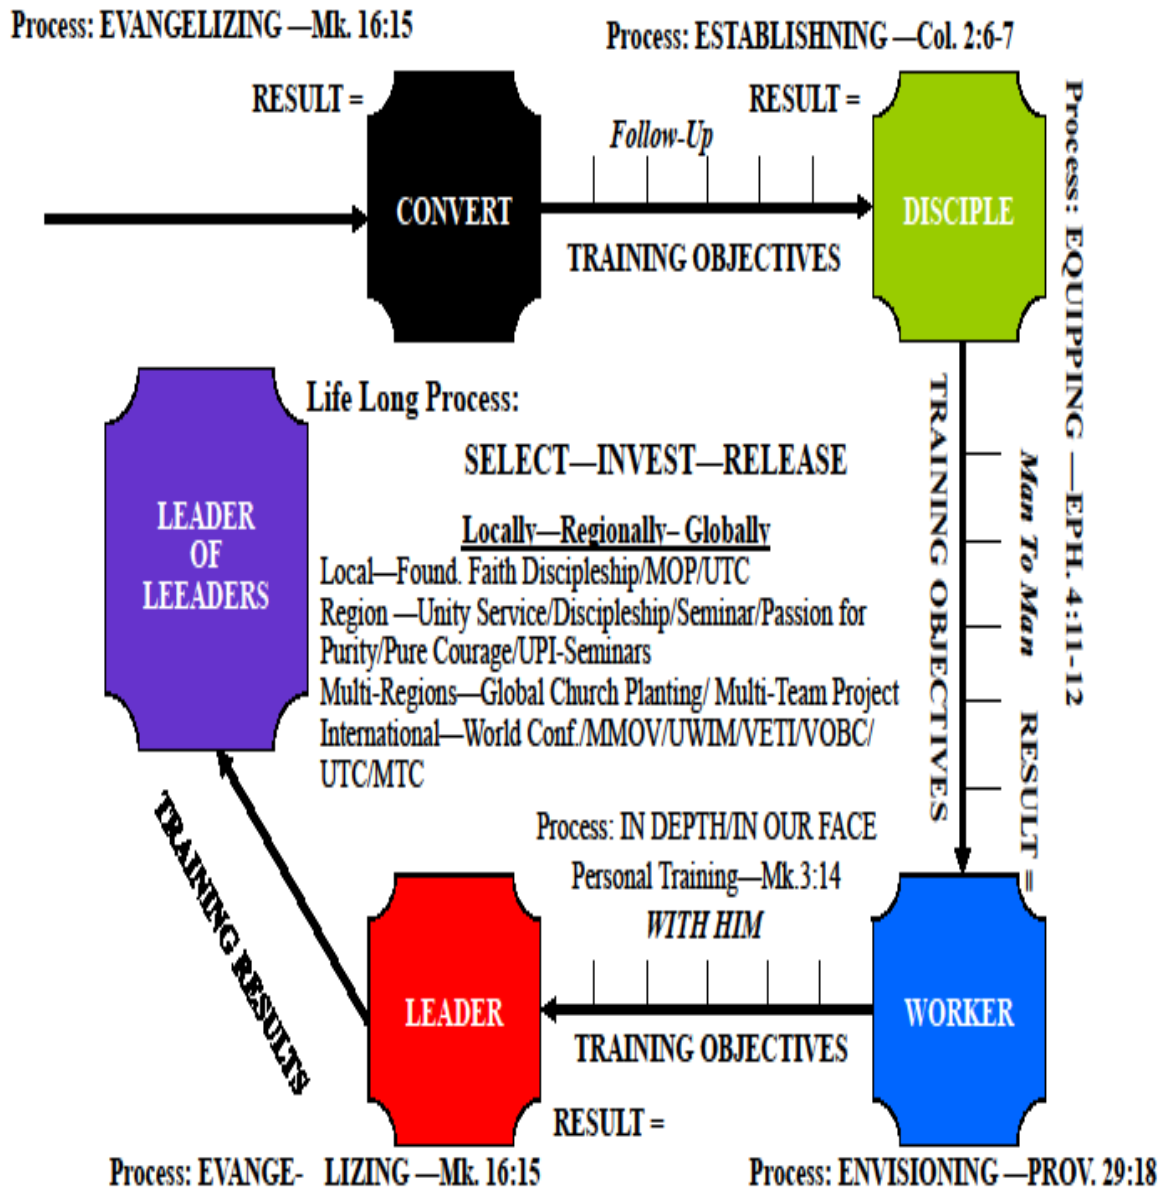 Process: EVANGELIZING —Mk. 16:15
Process: ESTABLISHNING —Col. 2:6-7
RESULT =
CONVERT
Follow-Up
TRAINING OBJECTIVES
RESULT =
DISCIPLE
Process: EQUIPPING —EPH. 4:11-12
TRAINING OBJECTIVES
Man To Man
RESULT =
LEADER
OF
LEEADERS
Life Long Process:
SELECT—INVEST—RELEASE
Locally—Regionally– Globally
Local—Found. Faith Discipleship/MOP/UTC
Region —Unity Service/Discipleship/Seminar/Passion for
Purity/Pure Courage/UPI-Seminars
Multi-Regions—Global Church Planting/ Multi-Team Project
International—World Conf./MMOV/UWIM/VETI/VOBC/
UTC/MTC
Process: IN DEPTH/IN OUR FACE
Personal Training—Mk.3:14
WITH HIM
WORKER
TRAINING OBJECTIVES
LEADER
RESULT =
TRAINING RESULTS
Process: EVANGE- LIZING —Mk. 16:15
Process: ENVISIONING —PROV. 29:18